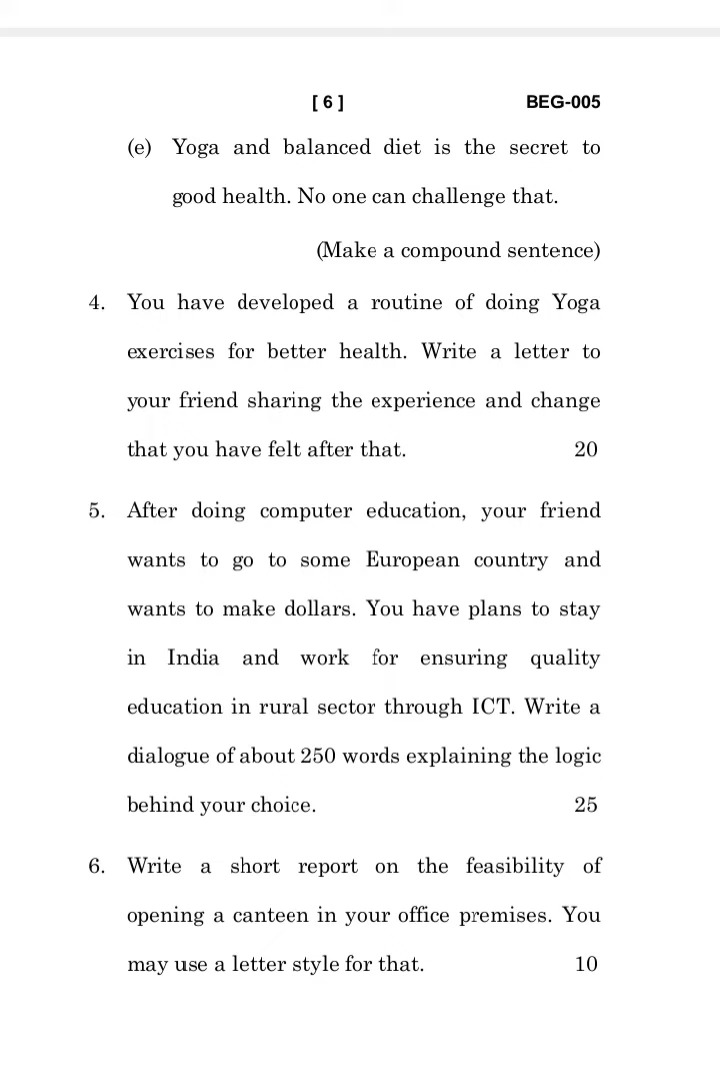 [ 6 ] BEG-005
(e) Yoga and balanced diet is the secret to
good health. No one can challenge that.
(Make a compound sentence)
4. You have developed a routine of doing Yoga
exercises for better health. Write a letter to
your friend sharing the experience and change
that you have felt after that. 20
5. After doing computer education, your friend
wants to go to some European country and
wants to make dollars. You have plans to stay
in India and work for ensuring quality
education in rural sector through ICT. Write a
dialogue of about 250 words explaining the logic
behind your choice. 25
6. Write a short report on the feasibility of
opening a canteen in your office premises. You
may use a letter style for that. 10